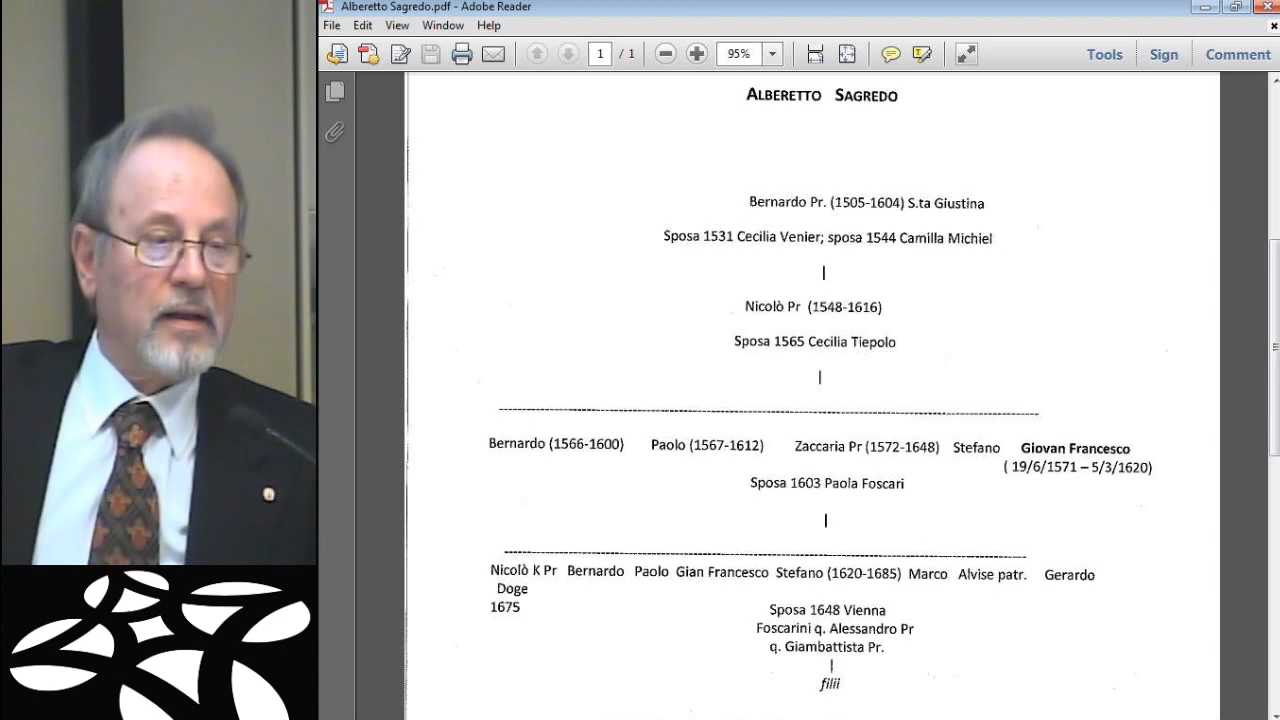 Alberetto Sagredo.pdf - Adobe Reader
File Edit View Window Help
1 / 1 95% Tools Sign Comment
ALBERETTO SAGREDO
Bernardo Pr. (1505-1604) S.ta Giustina
Sposa 1531 Cecilia Venier; sposa 1544 Camilla Michiel
Nicolò Pr (1548-1616)
Sposa 1565 Cecilia Tiepolo
Bernardo (1566-1600) Paolo (1567-1612) Zaccaria Pr (1572-1648) Stefano Giovan Francesco
( 19/6/1571 – 5/3/1620)
Sposa 1603 Paola Foscari
Nicolò K Pr Bernardo Paolo Gian Francesco Stefano (1620-1685) Marco Alvise patr. Gerardo
Doge
1675
Sposa 1648 Vienna
Foscarini q. Alessandro Pr
q. Giambattista Pr.
filii